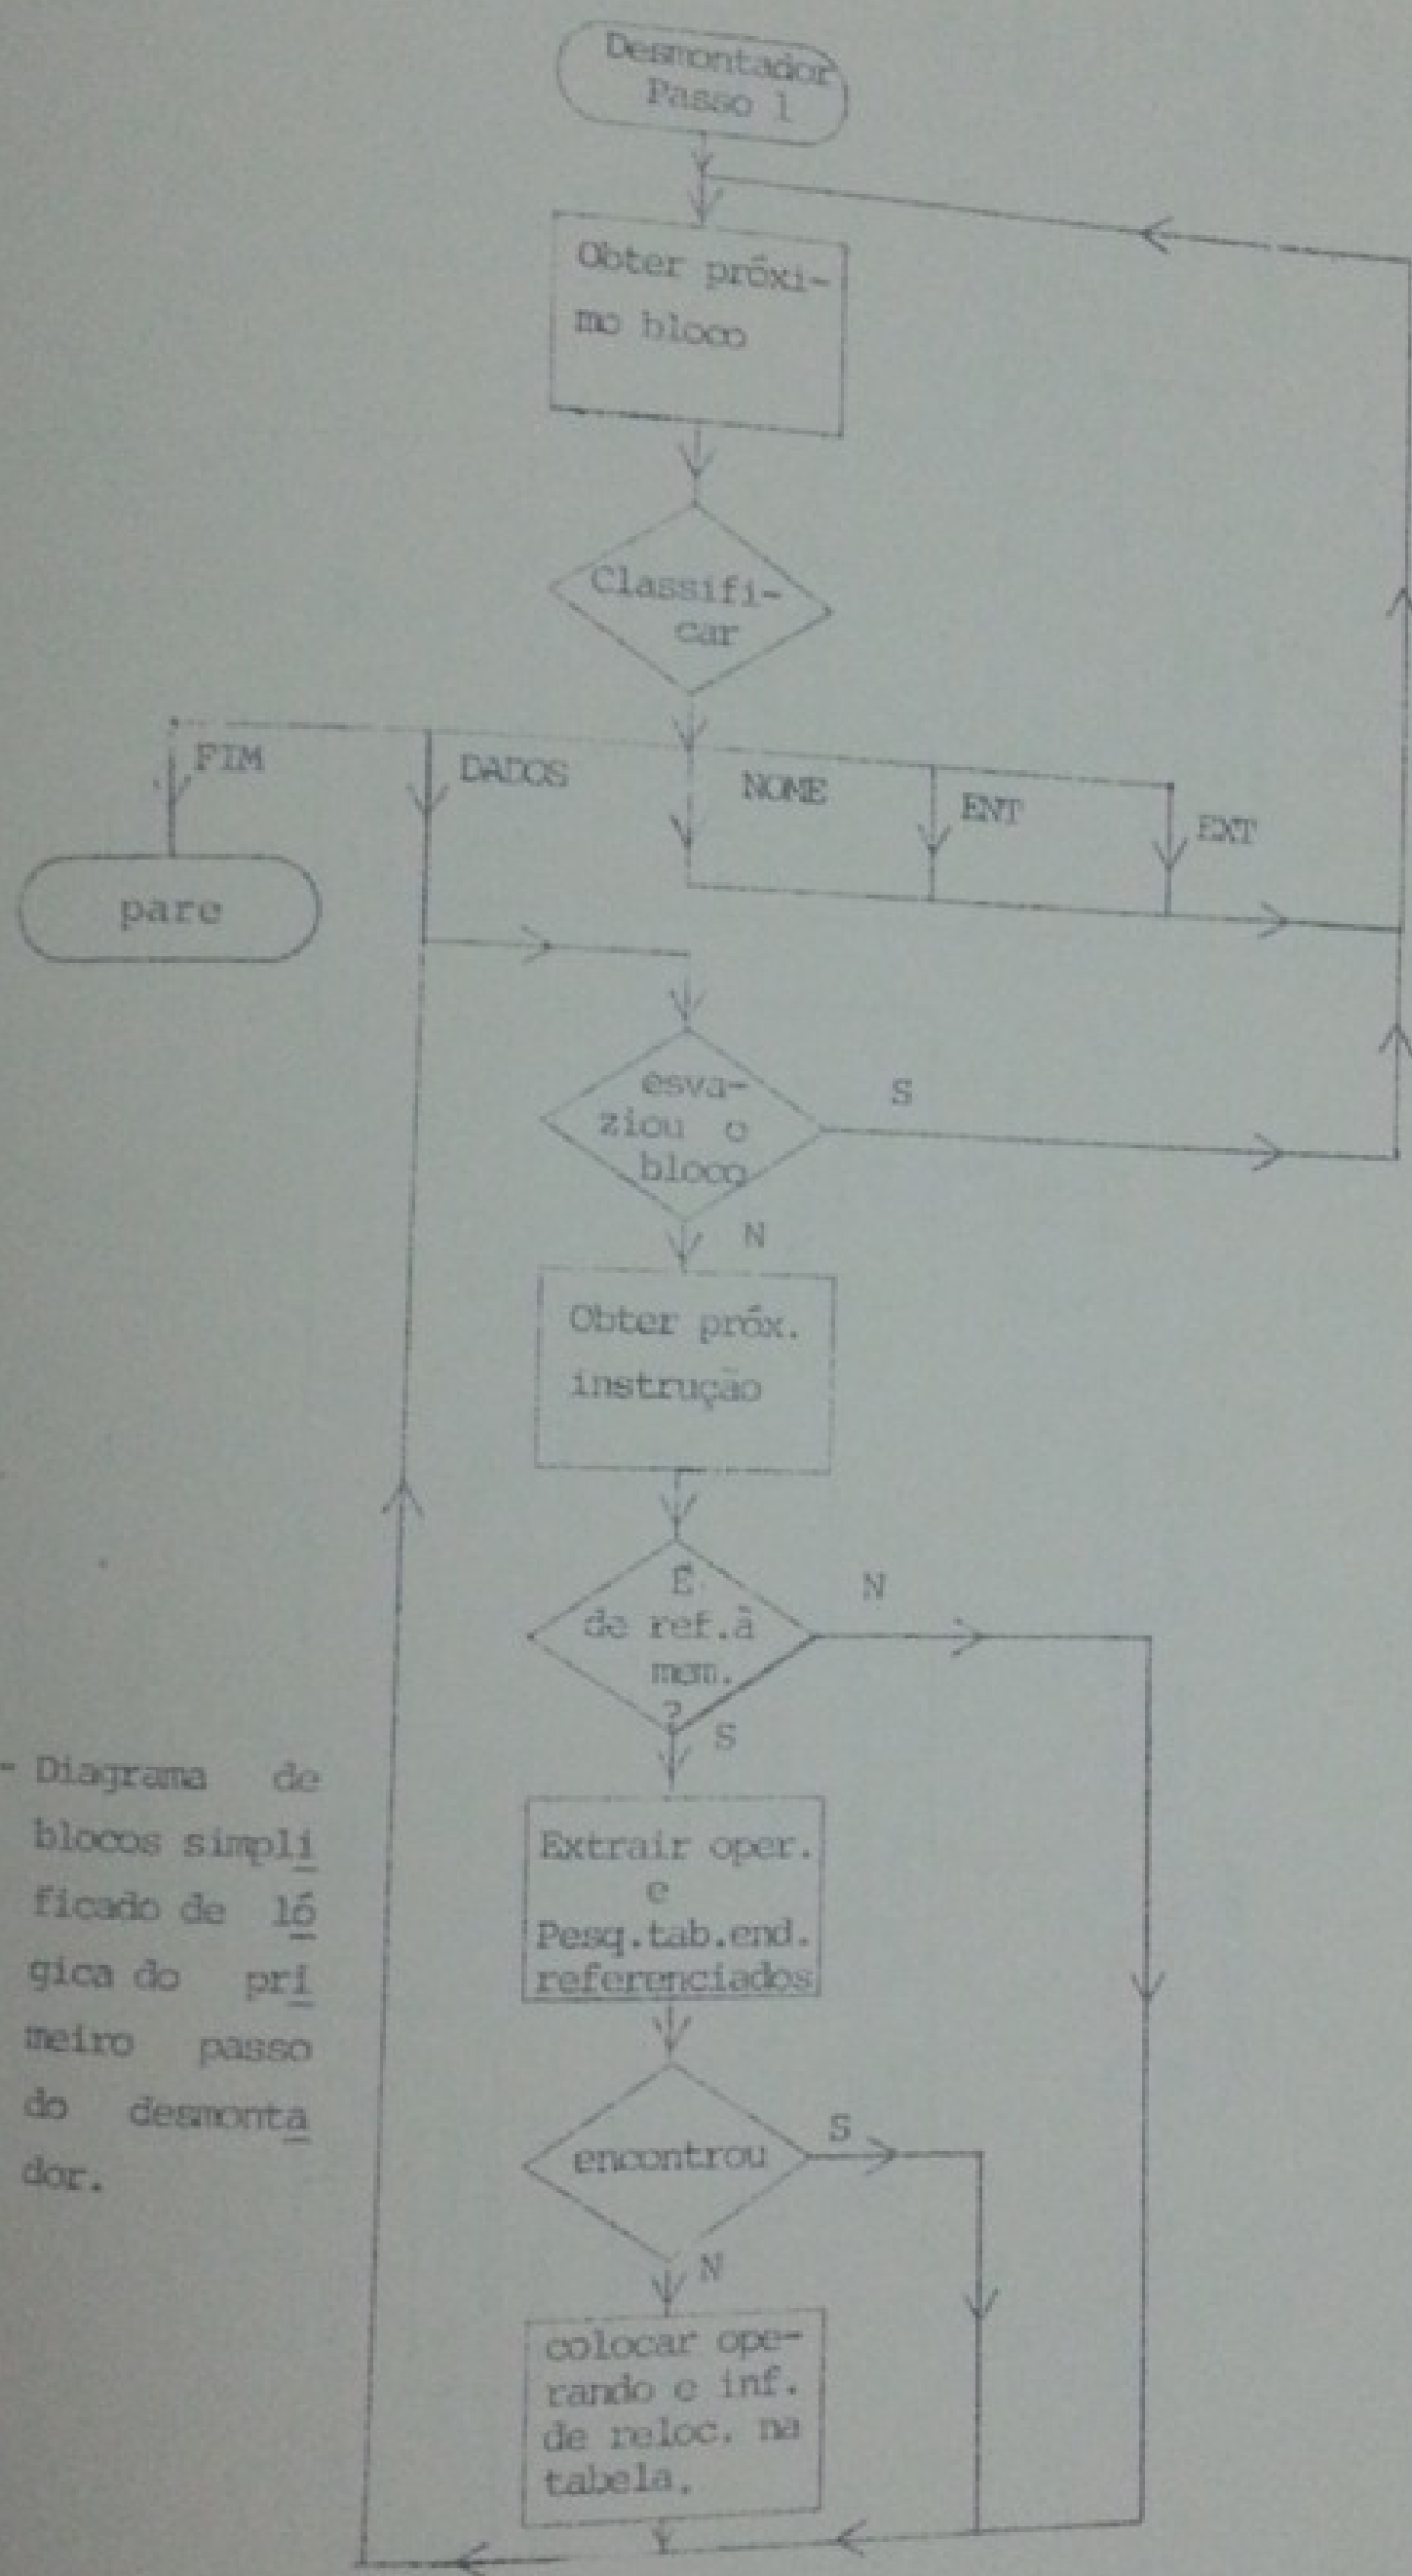 Desmontador
Passo 1
Obter próxi-
mo bloco
Classifi-
car
FIM
DADOS
NOME
ENT
EXT
pare
esva-
ziou o
bloco
S
N
Obter próx.
instrução
É
de ref.à
mem.
?
N
S
Extrair oper.
e
Pesq.tab.end.
referenciados
encontrou
S
N
colocar ope-
rando e inf.
de reloc. na
tabela.
- Diagrama de
blocos simpli
ficado de ló
gica do pri
meiro passo
do desmonta
dor.